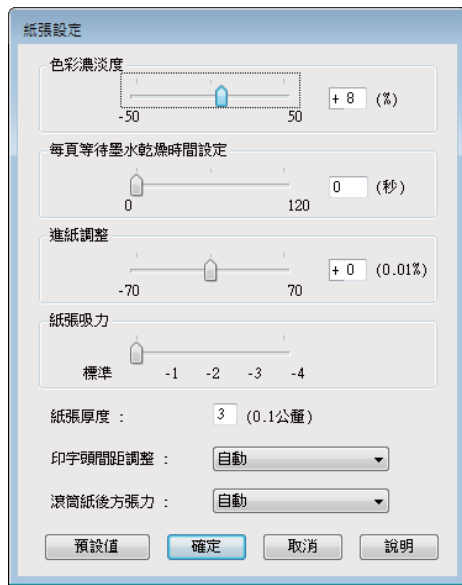 紙張設定
色彩濃淡度
-50 50 + 8 (%)
每頁等待墨水乾燥時間設定
0 120 0 (秒)
進紙調整
-70 70 + 0 (0.01%)
紙張吸力
標準 -1 -2 -3 -4
紙張厚度 : 3 (0.1公釐)
印字頭間距調整 : 自動
滾筒紙後方張力 : 自動
預設值 確定 取消 說明